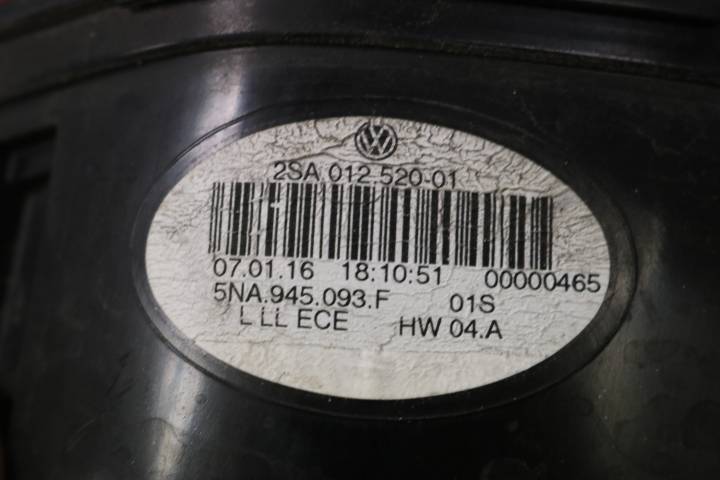 2SA 012 520-01
07.01.16 18:10:51 00000465
5NA.945.093.F 01S
L LL ECE HW 04.A